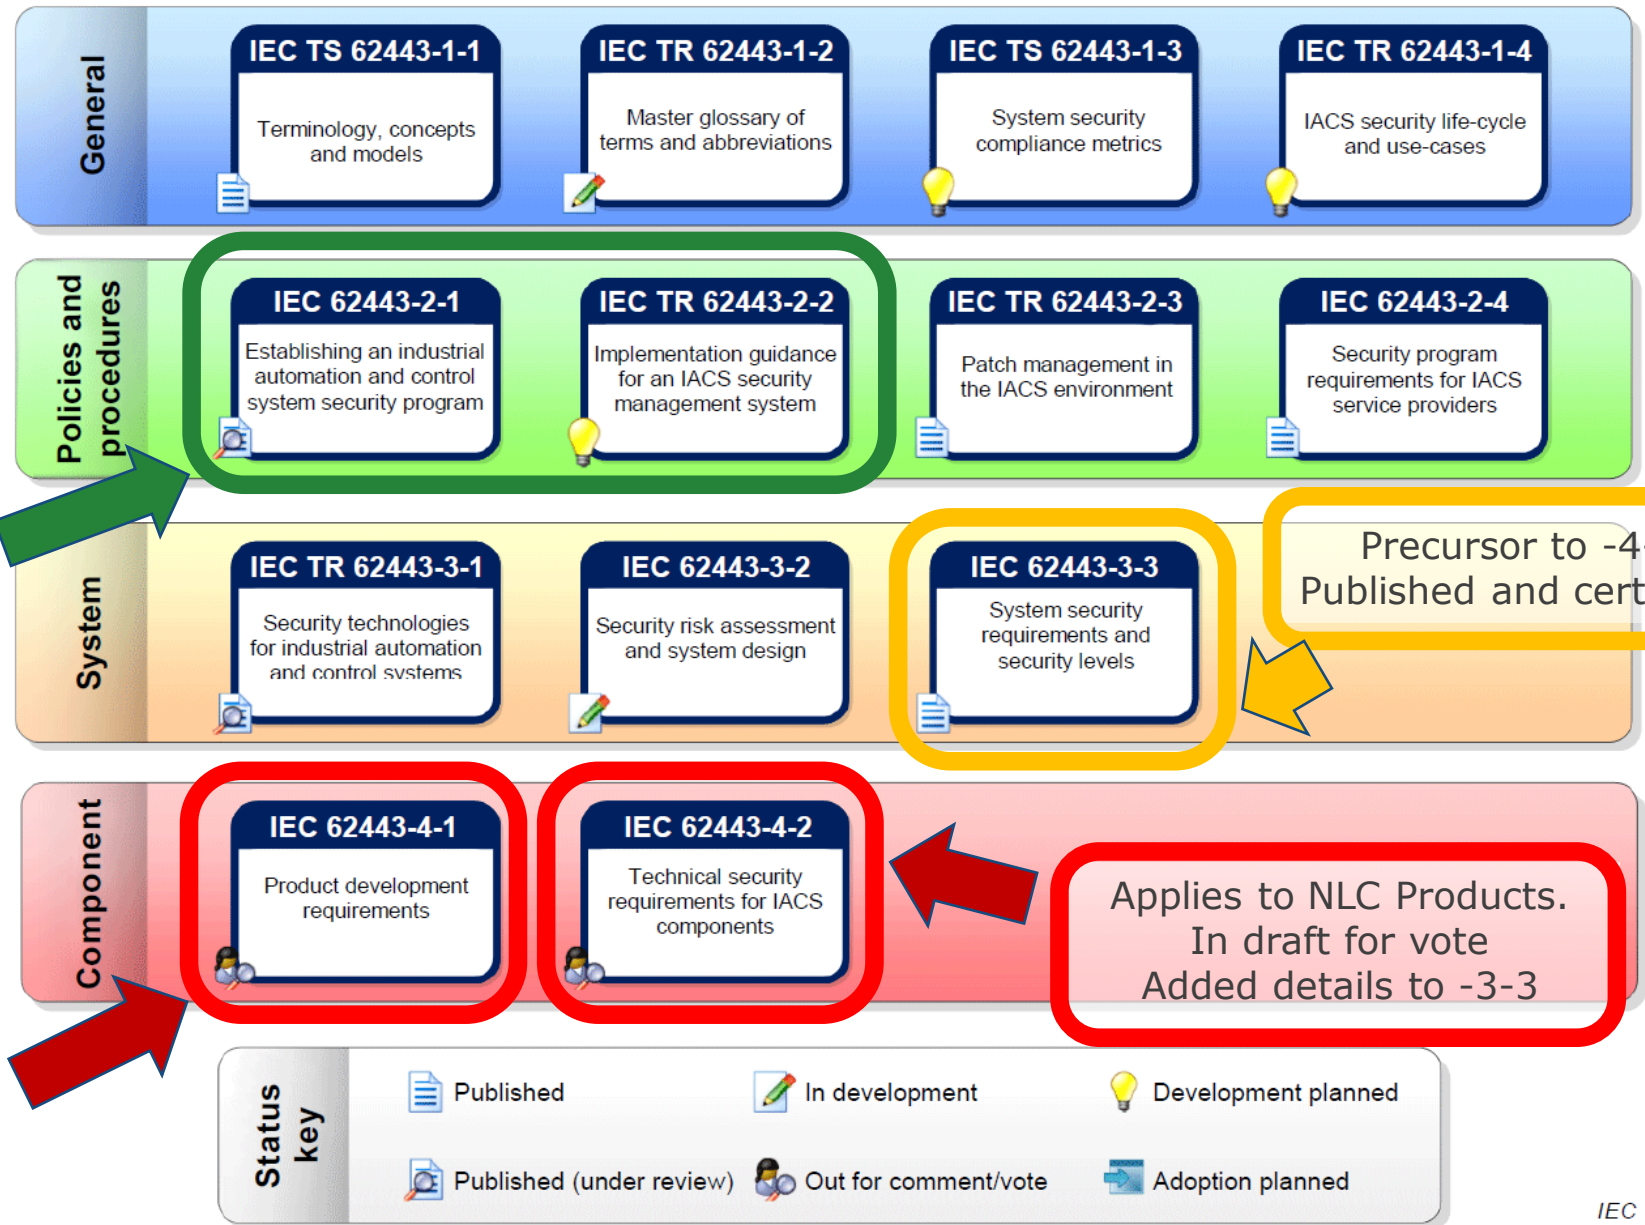 General
IEC TS 62443-1-1
Terminology, concepts
and models
IEC TR 62443-1-2
Master glossary of
terms and abbreviations
IEC TS 62443-1-3
System security
compliance metrics
IEC TR 62443-1-4
IACS security life-cycle
and use-cases
Policies and
procedures
IEC 62443-2-1
Establishing an industrial
automation and control
system security program
IEC TR 62443-2-2
Implementation guidance
for an IACS security
management system
IEC TR 62443-2-3
Patch management in
the IACS environment
IEC 62443-2-4
Security program
requirements for IACS
service providers
System
IEC TR 62443-3-1
Security technologies
for industrial automation
and control systems
IEC 62443-3-2
Security risk assessment
and system design
IEC 62443-3-3
System security
requirements and
security levels
Precursor to -4-
Published and cert
Component
IEC 62443-4-1
Product development
requirements
IEC 62443-4-2
Technical security
requirements for IACS
components
Applies to NLC Products.
In draft for vote
Added details to -3-3
Status
key
Published
In development
Development planned
Published (under review)
Out for comment/vote
Adoption planned
IEC